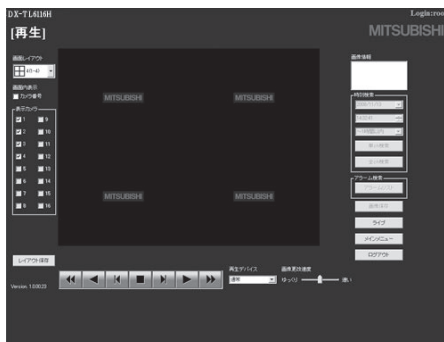 DX-TL6116H
Login:roo
[再生]
MITSUBISHI
画面レイアウト
画像情報
画面内表示
カメラ番号
表示カメラ
1 9
2 10
3 11
4 12
5 13
6 14
7 15
8 16
MITSUBISHI
MITSUBISHI
MITSUBISHI
MITSUBISHI
時刻検索
アラーム検索
ライブ
メインメニュー
ログアウト
レイアウト保存
再生デバイス
画像更新速度
通常
ゆっくり
速い
Version: 1.0.00.23